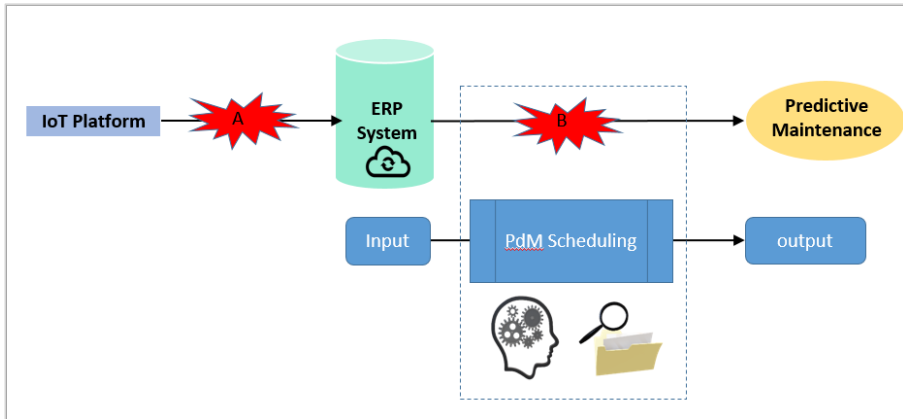 IoT Platform
A
ERP
System
B
Predictive
Maintenance
Input
PdM Scheduling
output